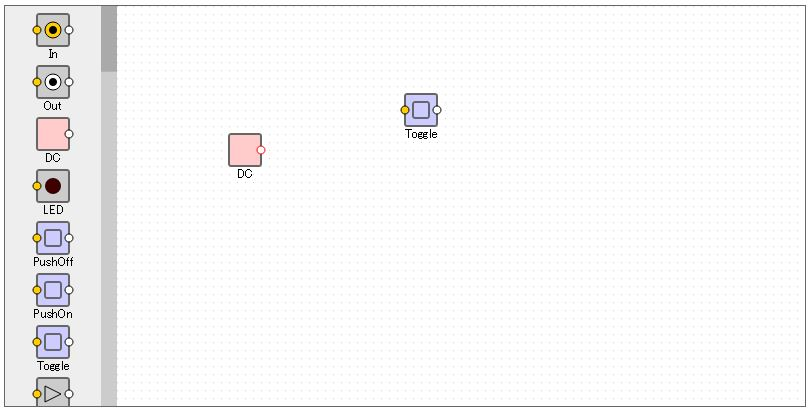 In
Out
DC
LED
PushOff
PushOn
Toggle
Toggle
DC